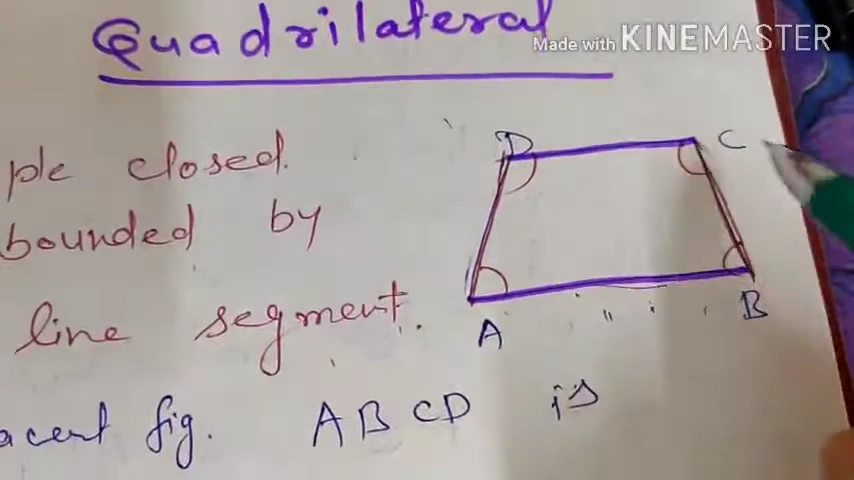 Quadrilateral
Made with KINEMASTER
ple closed.
D
C
bounded by
line segment.
A
B
acent fig. ABCD is